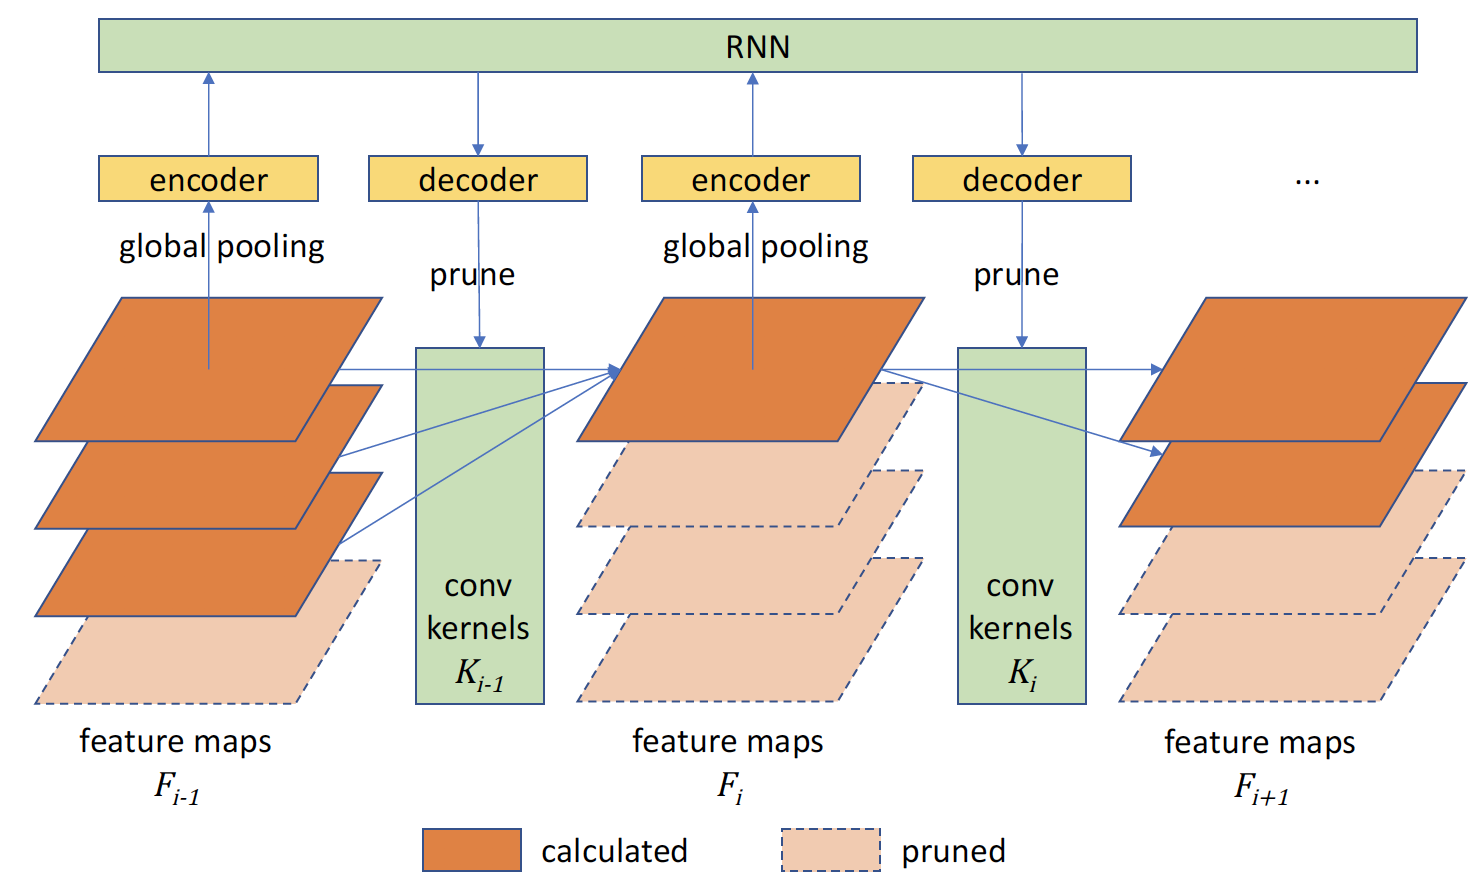 RNN
encoder
decoder
encoder
decoder
...
global pooling
prune
global pooling
prune
conv
kernels
K_{i-1}
conv
kernels
K_i
feature maps
F_{i-1}
feature maps
F_i
feature maps
F_{i+1}
calculated
pruned